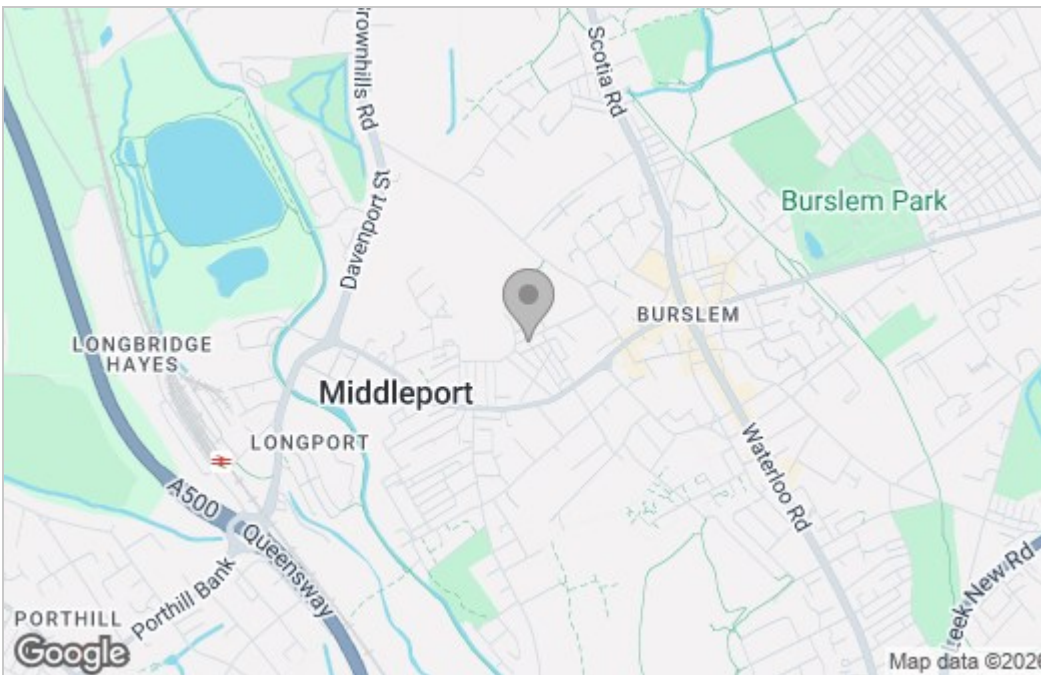 Brownhills Rd
Scotia Rd
Davenport St
Burslem Park
BURSLEM
LONGBRIDGE
HAYES
Middleport
LONGPORT
Waterloo Rd
A500
Queensway
Porthill Bank
PORTHILL
Leek New Rd
Google
Map data ©2026